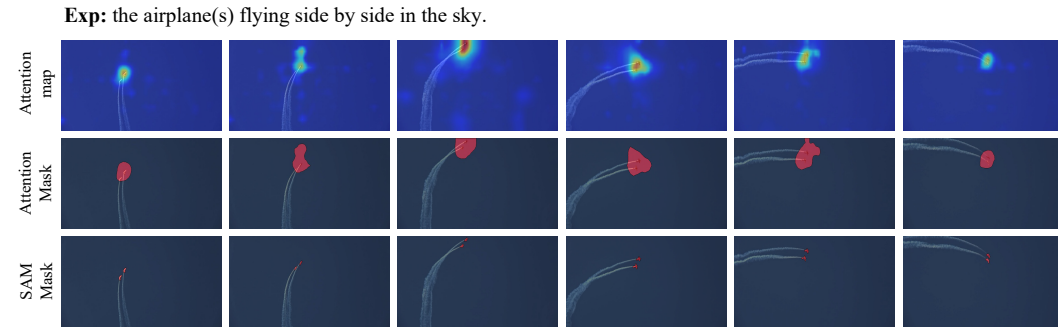 Exp: the airplane(s) flying side by side in the sky.
Attention
map
Attention
Mask
SAM
Mask